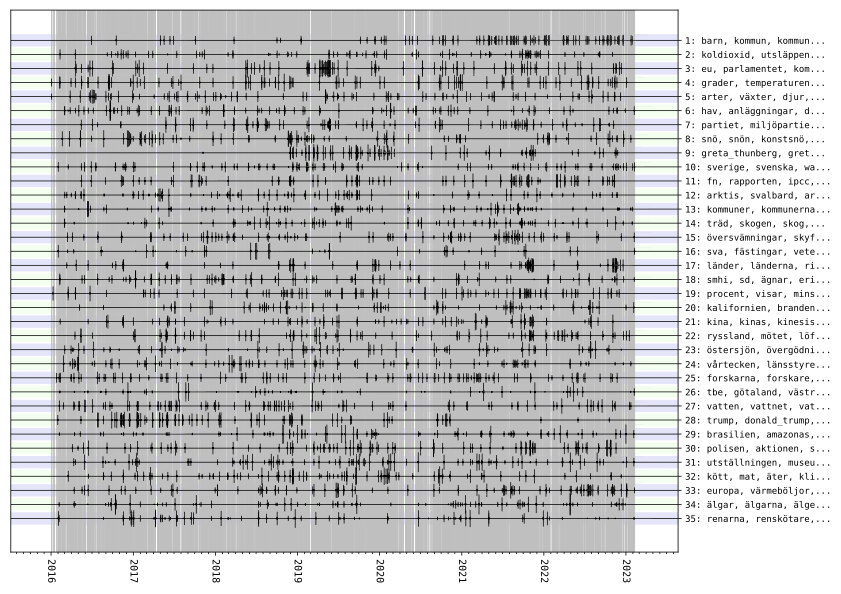 1: barn, kommun, kommun...
2: koldioxid, utsläppen...
3: eu, parlamentet, kom...
4: grader, temperaturen...
5: arter, växter, djur,...
6: hav, anläggningar, d...
7: partiet, miljöpartie...
8: snö, snön, konstsnö,...
9: greta_thunberg, gret...
10: sverige, svenska, wa...
11: fn, rapporten, ipcc,...
12: arktis, svalbard, ar...
13: kommuner, kommunerna...
14: träd, skogen, skog,...
15: översvämningar, skyf...
16: sva, fästingar, vete...
17: länder, länderna, ri...
18: smhi, sd, ägnar, eri...
19: procent, visar, mins...
20: kalifornien, branden...
21: kina, kinas, kinesis...
22: ryssland, mötet, löf...
23: östersjön, övergödni...
24: vårtecken, länsstyre...
25: forskarna, forskare,...
26: tbe, götaland, västr...
27: vatten, vattnet, vat...
28: trump, donald_trump,...
29: brasilien, amazonas,...
30: polisen, aktionen, s...
31: utställningen, museu...
32: kött, mat, äter, kli...
33: europa, värmeböljor,...
34: älgar, älgarna, älge...
35: renarna, renskötare,...
2016 2017 2018 2019 2020 2021 2022 2023